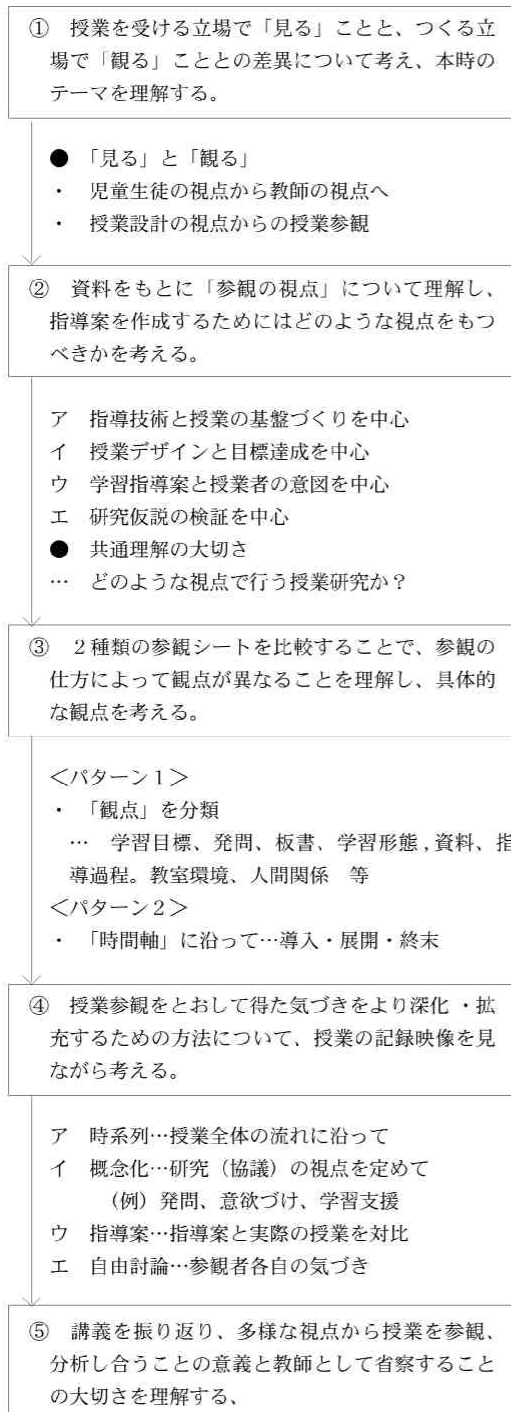 ① 授業を受ける立場で「見る」ことと、つくる立
場で「観る」こととの差異について考え、本時の
テーマを理解する。
● 「見る」と「観る」
・ 児童生徒の視点から教師の視点へ
・ 授業設計の視点からの授業参観
② 資料をもとに「参観の視点」について理解し、
指導案を作成するためにはどのような視点をもつ
べきかを考える。
ア 指導技術と授業の基盤づくりを中心
イ 授業デザインと目標達成を中心
ウ 学習指導案と授業者の意図を中心
エ 研究仮説の検証を中心
● 共通理解の大切さ
… どのような視点で行う授業研究か？
③ ２種類の参観シートを比較することで、参観の
仕方によって観点が異なることを理解し、具体的
な観点を考える。
＜パターン１＞
・ 「観点」を分類
… 学習目標、発問、板書、学習形態,資料、指
導過程。教室環境、人間関係 等
＜パターン２＞
・ 「時間軸」に沿って…導入・展開・終末
④ 授業参観をとおして得た気づきをより深化・拡
充するための方法について、授業の記録映像を見
ながら考える。
ア 時系列…授業全体の流れに沿って
イ 概念化…研究（協議）の視点を定めて
（例）発問、意欲づけ、学習支援
ウ 指導案…指導案と実際の授業を対比
エ 自由討論…参観者各自の気づき
⑤ 講義を振り返り、多様な視点から授業を参観、
分析し合うことの意義と教師として省察すること
の大切さを理解する、